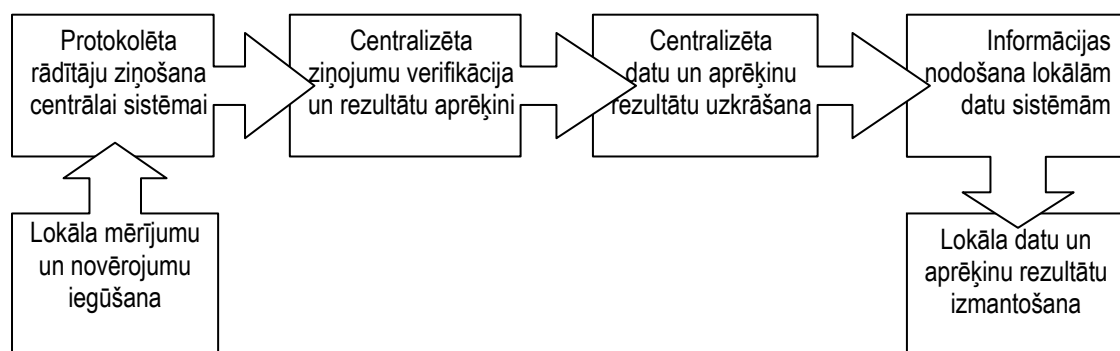 Protokolēta
rādītāju ziņošana
centrālai sistēmai
Centralizēta
ziņojumu verifikācija
un rezultātu aprēķini
Centralizēta
datu un aprēķinu
rezultātu uzkrāšana
Informācijas
nodošana lokālām
datu sistēmām
Lokāla mērījumu
un novērojumu
iegūšana
Lokāla datu un
aprēķinu rezultātu
izmantošana